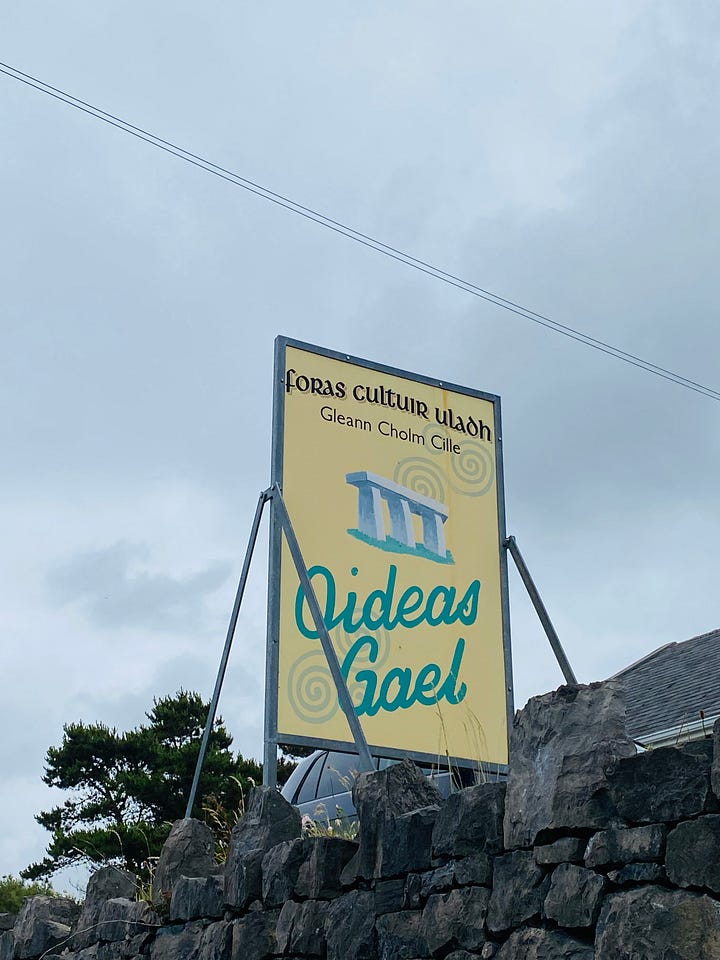 foras cultuir uladh
Gleann Cholm Cille
Oideas
Gael